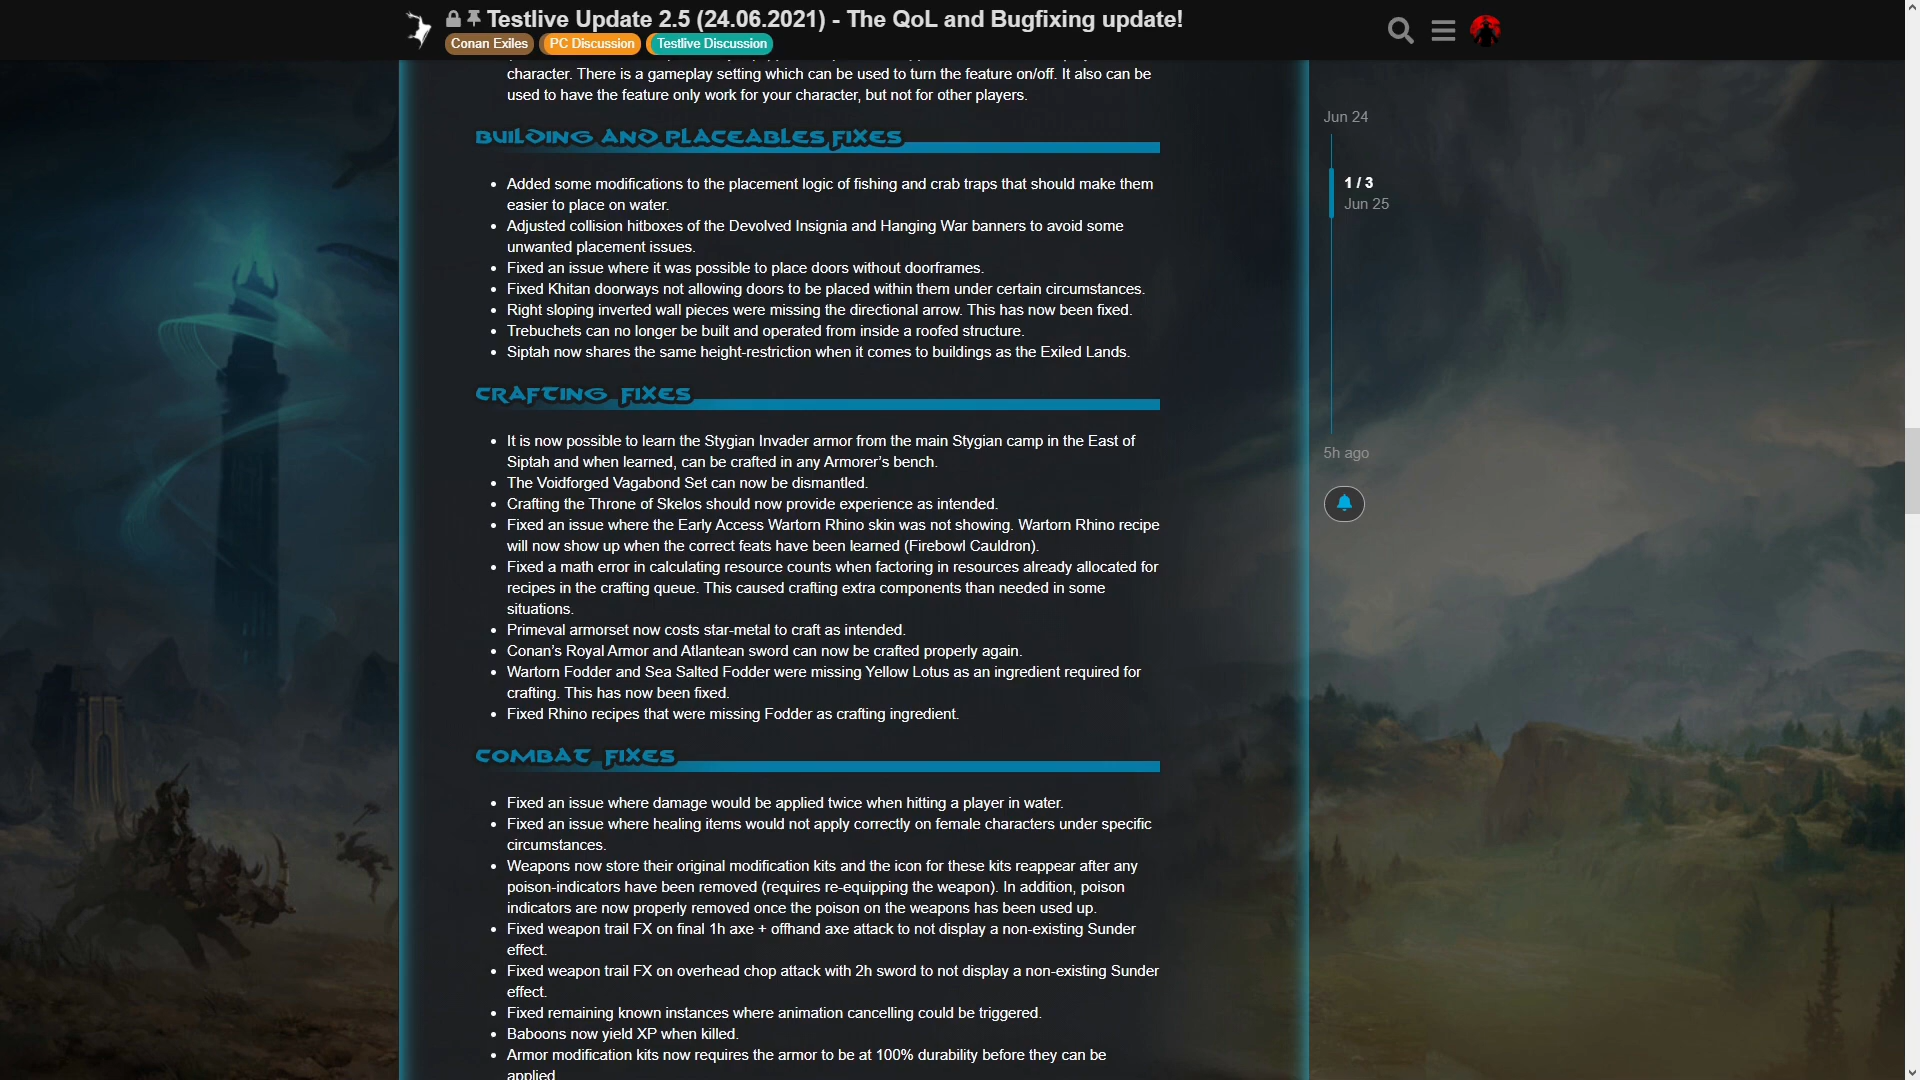 Testlive Update 2.5 (24.06.2021) - The QoL and Bugfixing update!
Conan Exiles PC Discussion Testlive Discussion
character. There is a gameplay setting which can be used to turn the feature on/off. It also can be
used to have the feature only work for your character, but not for other players.
BUILDING AND PLACEABLES FIXES
• Added some modifications to the placement logic of fishing and crab traps that should make them
easier to place on water.
• Adjusted collision hitboxes of the Devolved Insignia and Hanging War banners to avoid some
unwanted placement issues.
• Fixed an issue where it was possible to place doors without doorframes.
• Fixed Khitan doorways not allowing doors to be placed within them under certain circumstances.
• Right sloping inverted wall pieces were missing the directional arrow. This has now been fixed.
• Trebuchets can no longer be built and operated from inside a roofed structure.
• Siptah now shares the same height-restriction when it comes to buildings as the Exiled Lands.
CRAFTING FIXES
• It is now possible to learn the Stygian Invader armor from the main Stygian camp in the East of
Siptah and when learned, can be crafted in any Armorer’s bench.
• The Voidforged Vagabond Set can now be dismantled.
• Crafting the Throne of Skelos should now provide experience as intended.
• Fixed an issue where the Early Access Wartorn Rhino skin was not showing. Wartorn Rhino recipe
will now show up when the correct feats have been learned (Firebowl Cauldron).
• Fixed a math error in calculating resource counts when factoring in resources already allocated for
recipes in the crafting queue. This caused crafting extra components than needed in some
situations.
• Primeval armorset now costs star-metal to craft as intended.
• Conan’s Royal Armor and Atlantean sword can now be crafted properly again.
• Wartorn Fodder and Sea Salted Fodder were missing Yellow Lotus as an ingredient required for
crafting. This has now been fixed.
• Fixed Rhino recipes that were missing Fodder as crafting ingredient.
COMBAT FIXES
• Fixed an issue where damage would be applied twice when hitting a player in water.
• Fixed an issue where healing items would not apply correctly on female characters under specific
circumstances.
• Weapons now store their original modification kits and the icon for these kits reappear after any
poison-indicators have been removed (requires re-equipping the weapon). In addition, poison
indicators are now properly removed once the poison on the weapons has been used up.
• Fixed weapon trail FX on final 1h axe + offhand axe attack to not display a non-existing Sunder
effect.
• Fixed weapon trail FX on overhead chop attack with 2h sword to not display a non-existing Sunder
effect.
• Fixed remaining known instances where animation cancelling could be triggered.
• Baboons now yield XP when killed.
• Armor modification kits now requires the armor to be at 100% durability before they can be
applied
Jun 24
1 / 3
Jun 25
5h ago